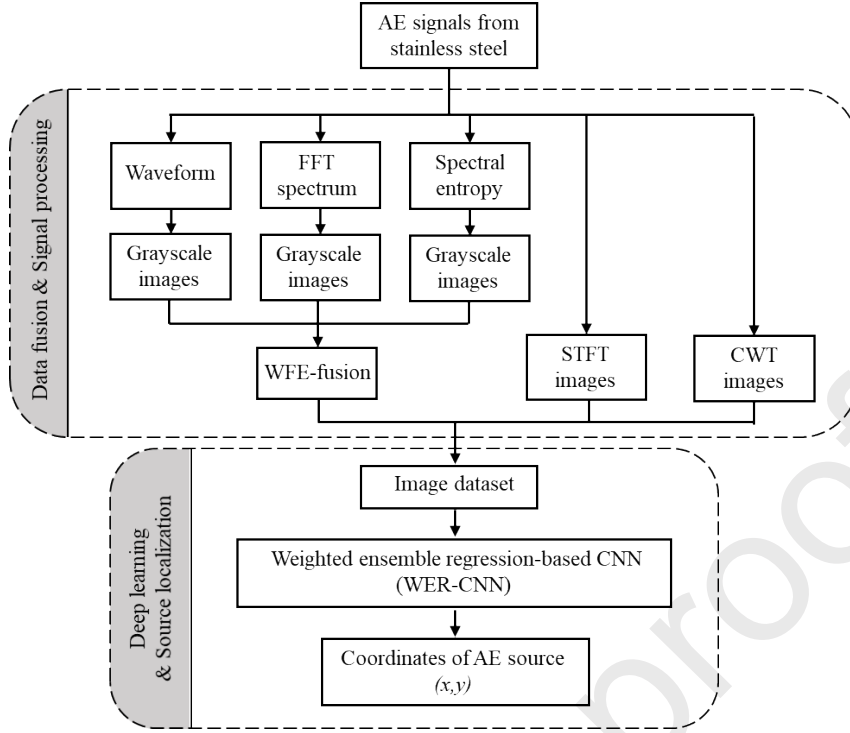 AE signals from
stainless steel
Data fusion & Signal processing
Waveform
FFT
spectrum
Spectral
entropy
Grayscale
images
Grayscale
images
Grayscale
images
WFE-fusion
STFT
images
CWT
images
Deep learning
& Source localization
Image dataset
Weighted ensemble regression-based CNN
(WER-CNN)
Coordinates of AE source
(x,y)
proof